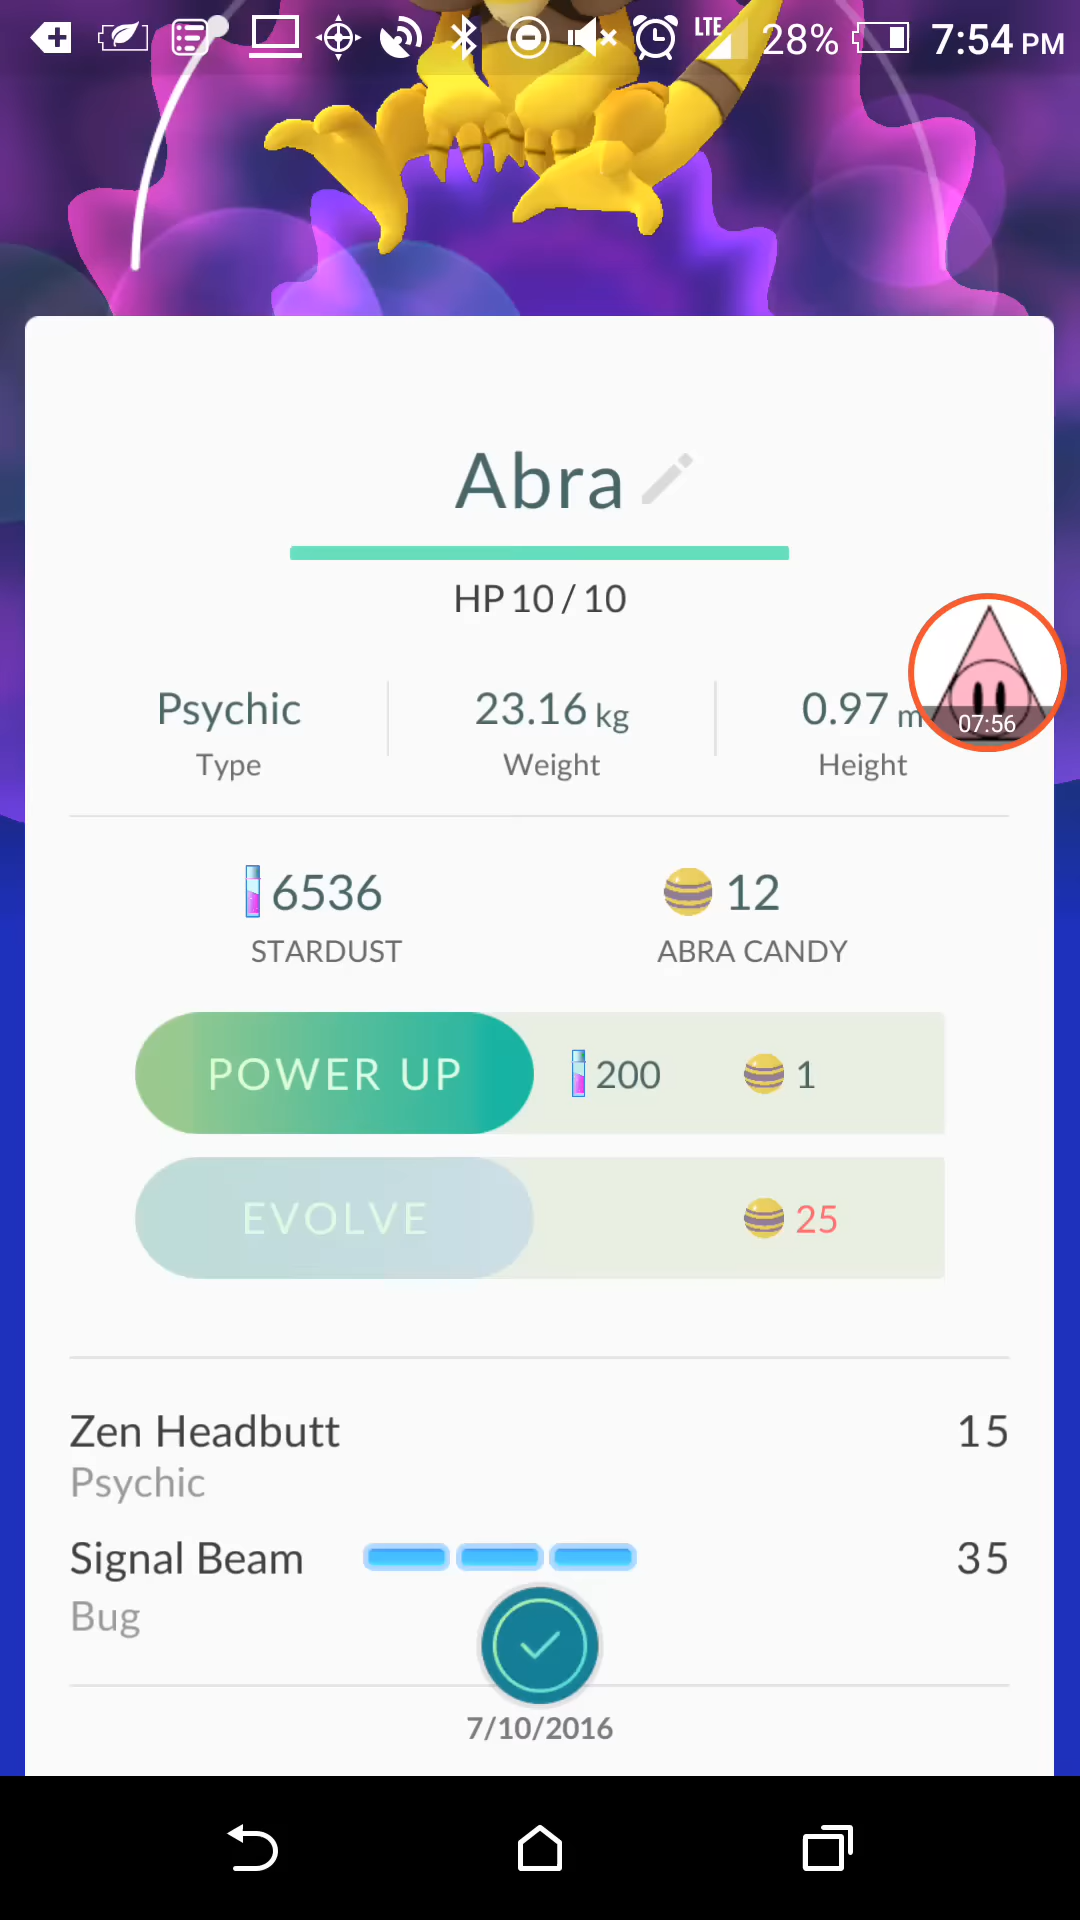 LTE 28% 7:54 PM
Abra
HP 10 / 10
Psychic 23.16 kg 0.97 m
07:56
Type Weight Height
6536 12
STARDUST ABRA CANDY
POWER UP 200 1
EVOLVE 25
Zen Headbutt 15
Psychic
Signal Beam 35
Bug
7/10/2016